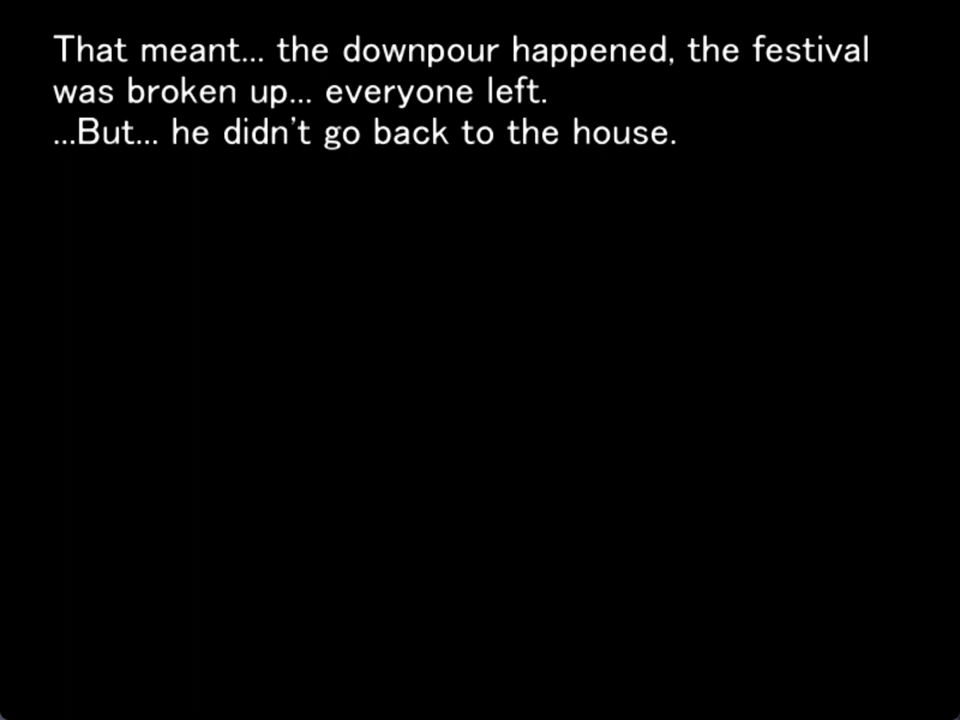 That meant... the downpour happened, the festival
was broken up... everyone left.
...But... he didn't go back to the house.